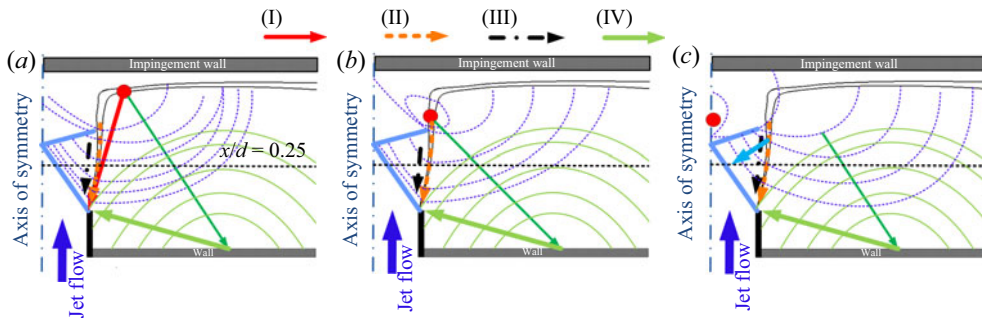 (I) (II) (III) (IV)
(a) (b) (c)
Impingement wall Impingement wall Impingement wall
Axis of symmetry Axis of symmetry Axis of symmetry
x/d = 0.25
Wall Wall Wall
Jet flow Jet flow Jet flow